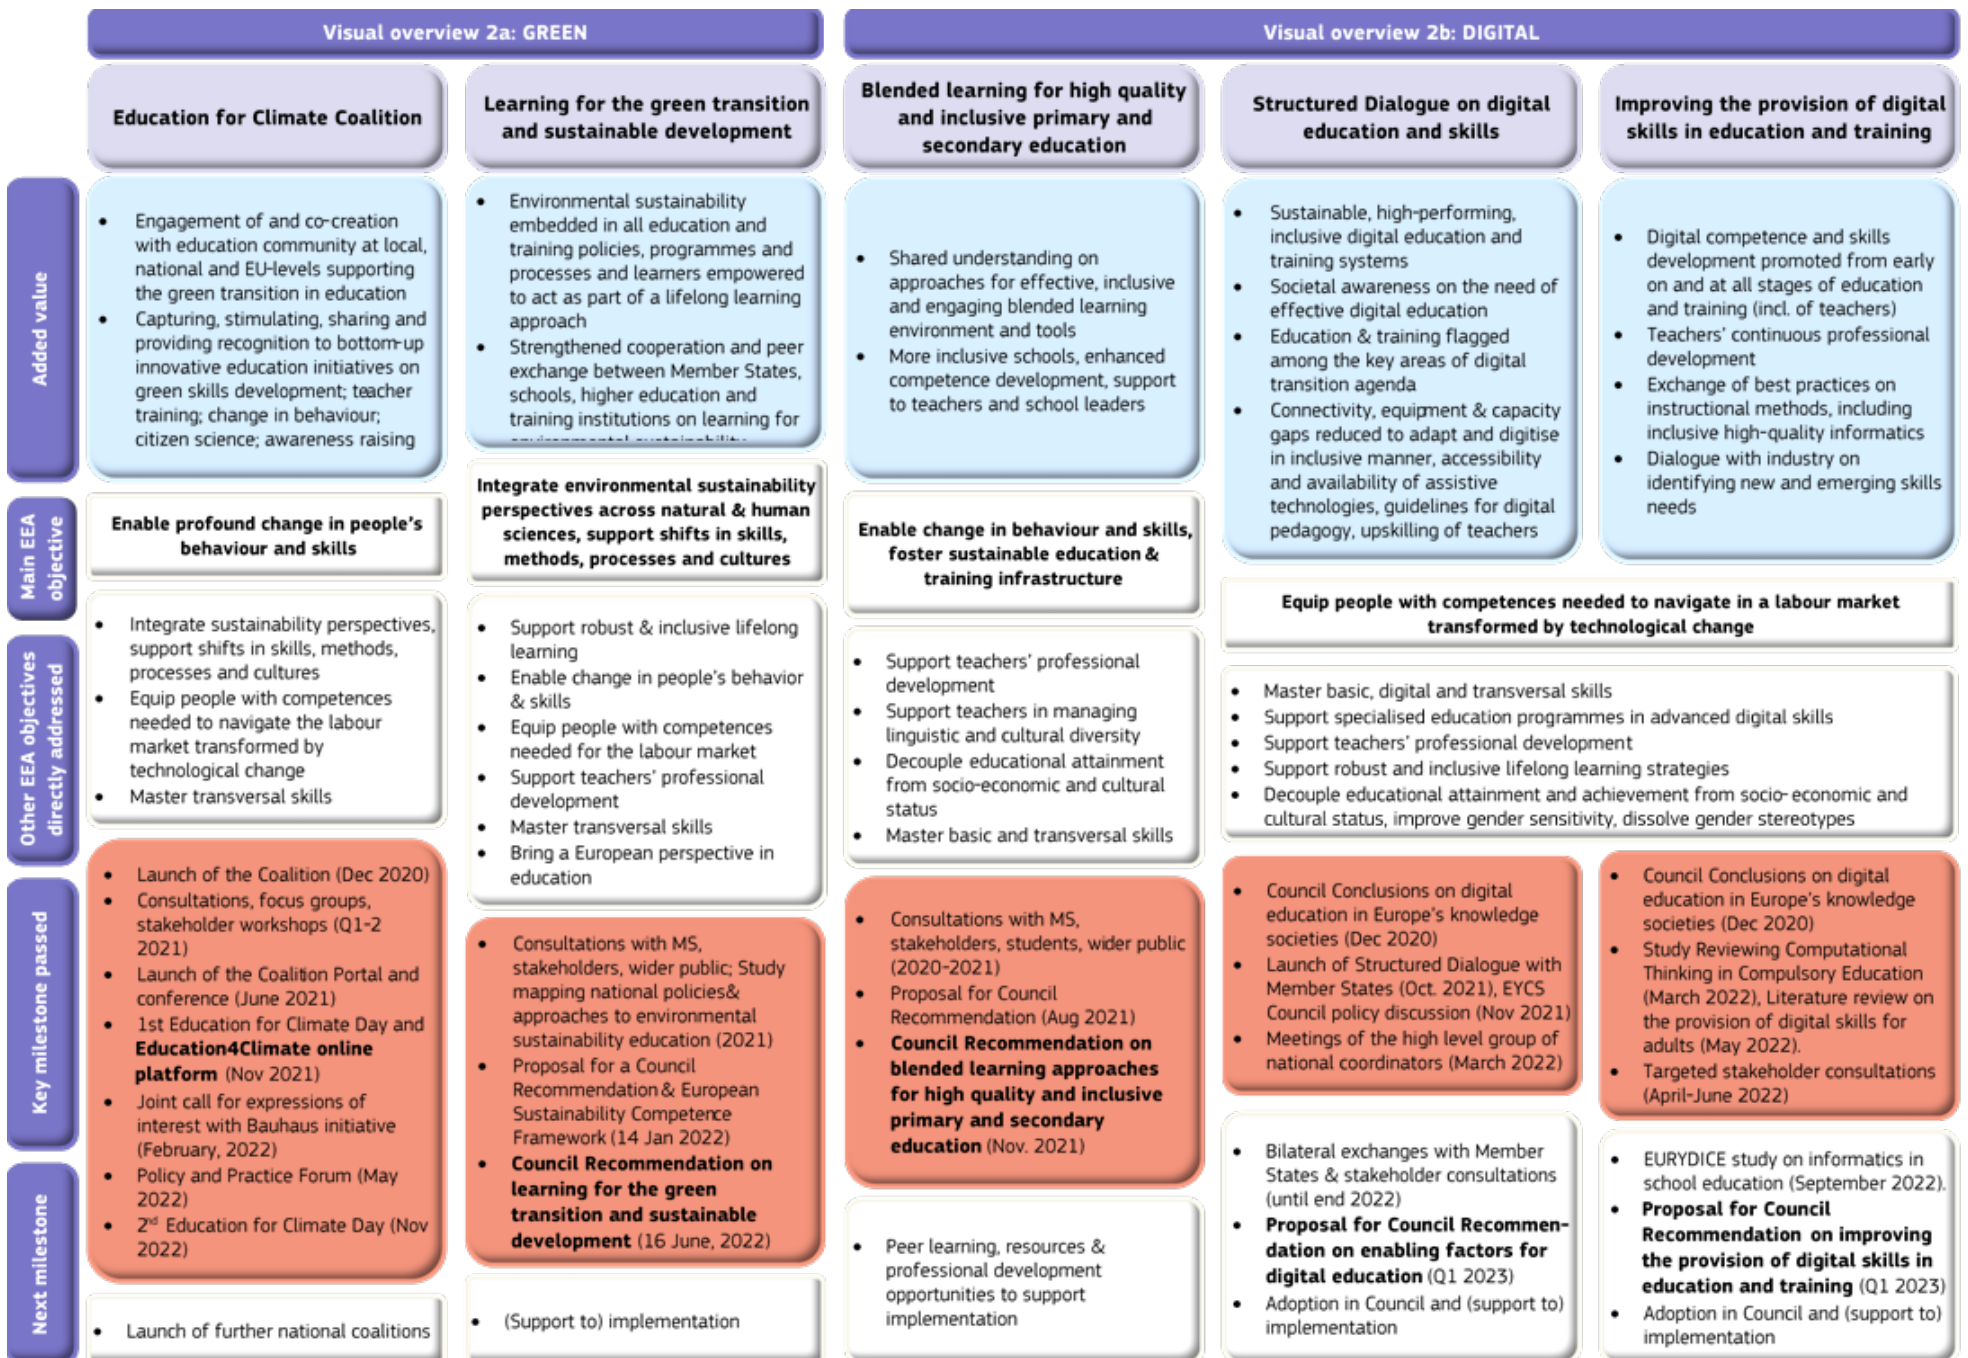 Visual overview 2a: GREEN
Visual overview 2b: DIGITAL
Education for Climate Coalition
Learning for the green transition
and sustainable development
Blended learning for high quality
and inclusive primary and
secondary education
Structured Dialogue on digital
education and skills
Improving the provision of digital
skills in education and training
Added value
• Engagement of and co-creation
with education community at local,
national and EU-levels supporting
the green transition in education
• Capturing, stimulating, sharing and
providing recognition to bottom-up
innovative education initiatives on
green skills development; teacher
training; change in behaviour;
citizen science; awareness raising
• Environmental sustainability
embedded in all education and
training policies, programmes and
processes and learners empowered
to act as part of a lifelong learning
approach
• Strengthened cooperation and peer
exchange between Member States,
schools, higher education and
training institutions on learning for
• Shared understanding on
approaches for effective, inclusive
and engaging blended learning
environment and tools
• More inclusive schools, enhanced
competence development, support
to teachers and school leaders
• Sustainable, high-performing,
inclusive digital education and
training systems
• Societal awareness on the need of
effective digital education
• Education & training flagged
among the key areas of digital
transition agenda
• Connectivity, equipment & capacity
gaps reduced to adapt and digitise
in inclusive manner, accessibility
and availability of assistive
technologies, guidelines for digital
pedagogy, upskilling of teachers
• Digital competence and skills
development promoted from early
on and at all stages of education
and training (incl. of teachers)
• Teachers' continuous professional
development
• Exchange of best practices on
instructional methods, including
inclusive high-quality informatics
• Dialogue with industry on
identifying new and emerging skills
needs
Main EEA
objective
Enable profound change in people's
behaviour and skills
Integrate environmental sustainability
perspectives across natural & human
sciences, support shifts in skills,
methods, processes and cultures
Enable change in behaviour and skills,
foster sustainable education &
training infrastructure
Equip people with competences needed to navigate in a labour market
transformed by technological change
Other EEA objectives
directly addressed
• Integrate sustainability perspectives,
support shifts in skills, methods,
processes and cultures
• Equip people with competences
needed to navigate the labour
market transformed by
technological change
• Master transversal skills
• Support robust & inclusive lifelong
learning
• Enable change in people's behavior
& skills
• Equip people with competences
needed for the labour market
• Support teachers' professional
development
• Master transversal skills
• Bring a European perspective in
education
• Support teachers' professional
development
• Support teachers in managing
linguistic and cultural diversity
• Decouple educational attainment
from socio-economic and cultural
status
• Master basic and transversal skills
• Master basic, digital and transversal skills
• Support specialised education programmes in advanced digital skills
• Support teachers' professional development
• Support robust and inclusive lifelong learning strategies
• Decouple educational attainment and achievement from socio-economic and
cultural status, improve gender sensitivity, dissolve gender stereotypes
Key milestone passed
• Launch of the Coalition (Dec 2020)
• Consultations, focus groups,
stakeholder workshops (Q1-2
2021)
• Launch of the Coalition Portal and
conference (June 2021)
• 1st Education for Climate Day and
Education4Climate online
platform (Nov 2021)
• Joint call for expressions of
interest with Bauhaus initiative
(February, 2022)
• Policy and Practice Forum (May
2022)
• 2nd Education for Climate Day (Nov
2022)
• Consultations with MS,
stakeholders, wider public; Study
mapping national policies&
approaches to environmental
sustainability education (2021)
• Proposal for a Council
Recommendation & European
Sustainability Competence
Framework (14 Jan 2022)
• Council Recommendation on
learning for the green
transition and sustainable
development (16 June, 2022)
• Consultations with MS,
stakeholders, students, wider public
(2020-2021)
• Proposal for Council
Recommendation (Aug 2021)
• Council Recommendation on
blended learning approaches
for high quality and inclusive
primary and secondary
education (Nov. 2021)
• Council Conclusions on digital
education in Europe's knowledge
societies (Dec 2020)
• Launch of Structured Dialogue with
Member States (Oct. 2021), EYCS
Council policy discussion (Nov 2021)
• Meetings of the high level group of
national coordinators (March 2022)
• Council Conclusions on digital
education in Europe's knowledge
societies (Dec 2020)
• Study Reviewing Computational
Thinking in Compulsory Education
(March 2022), Literature review on
the provision of digital skills for
adults (May 2022).
• Targeted stakeholder consultations
(April-June 2022)
Next milestone
• Launch of further national coalitions
• (Support to) implementation
• Peer learning, resources &
professional development
opportunities to support
implementation
• Bilateral exchanges with Member
States & stakeholder consultations
(until end 2022)
• Proposal for Council Recommen-
dation on enabling factors for
digital education (Q1 2023)
• Adoption in Council and (support to)
implementation
• EURYDICE study on informatics in
school education (September 2022).
• Proposal for Council
Recommendation on improving
the provision of digital skills in
education and training (Q1 2023)
• Adoption in Council and (support to)
implementation